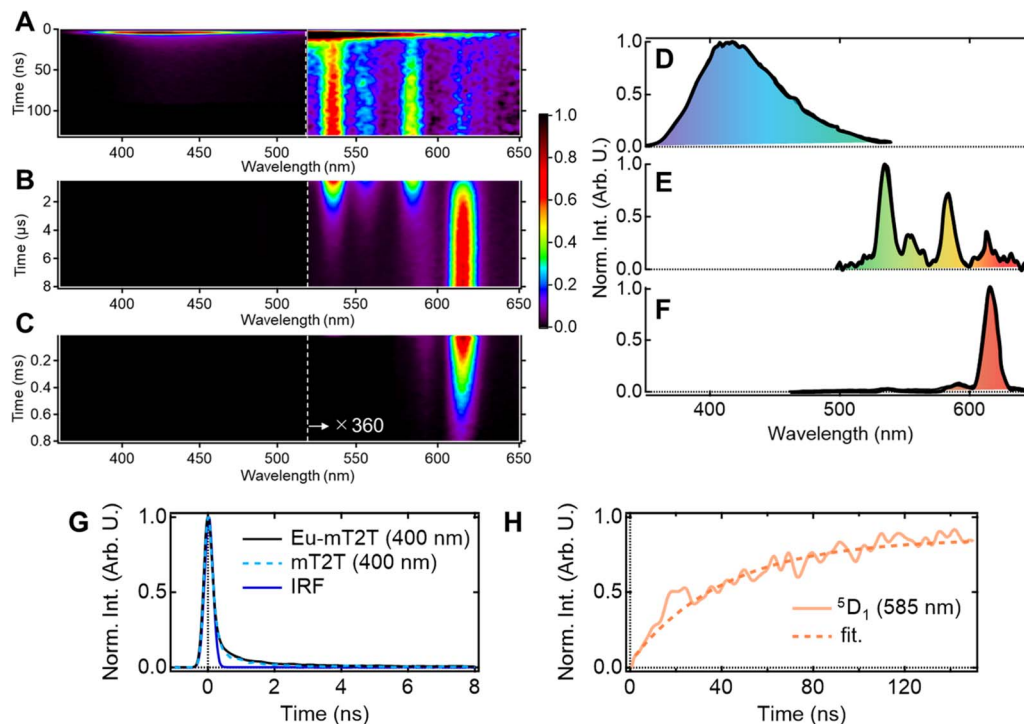 A
0
50
100
Time (ns)
400 450 500 550 600 650
Wavelength (nm)
B
2
4
6
8
Time (μs)
400 450 500 550 600 650
Wavelength (nm)
C
0.2
0.4
0.6
0.8
Time (ms)
→ × 360
400 450 500 550 600 650
Wavelength (nm)
1.0
0.8
0.6
0.4
0.2
0.0
D
1.0
0.5
0.0
E
1.0
0.5
0.0
F
1.0
0.5
0.0
Norm. Int. (Arb. U.)
400 500 600
Wavelength (nm)
G
Norm. Int. (Arb. U.)
1.0
0.5
0.0
Eu-mT2T (400 nm)
mT2T (400 nm)
IRF
0 2 4 6 8
Time (ns)
H
Norm. Int. (Arb. U.)
1.0
0.5
0.0
⁵D₁ (585 nm)
fit.
0 40 80 120
Time (ns)